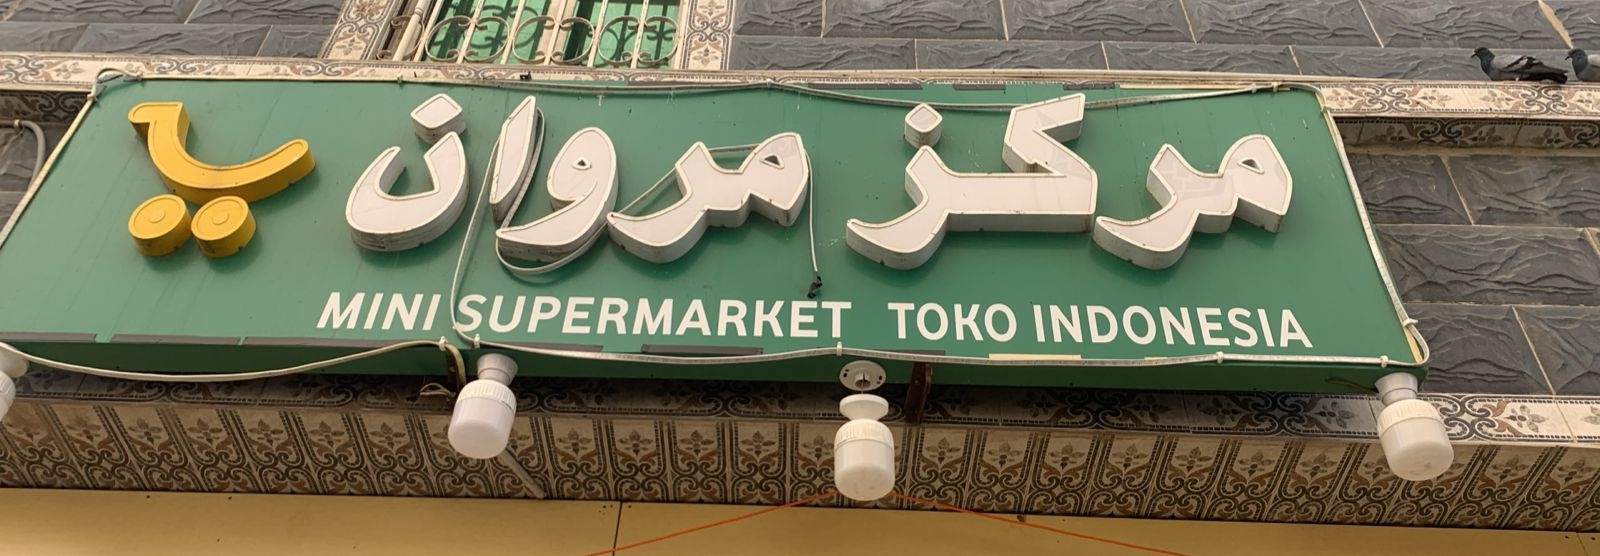 مركز مروان
MINI SUPERMARKET TOKO INDONESIA